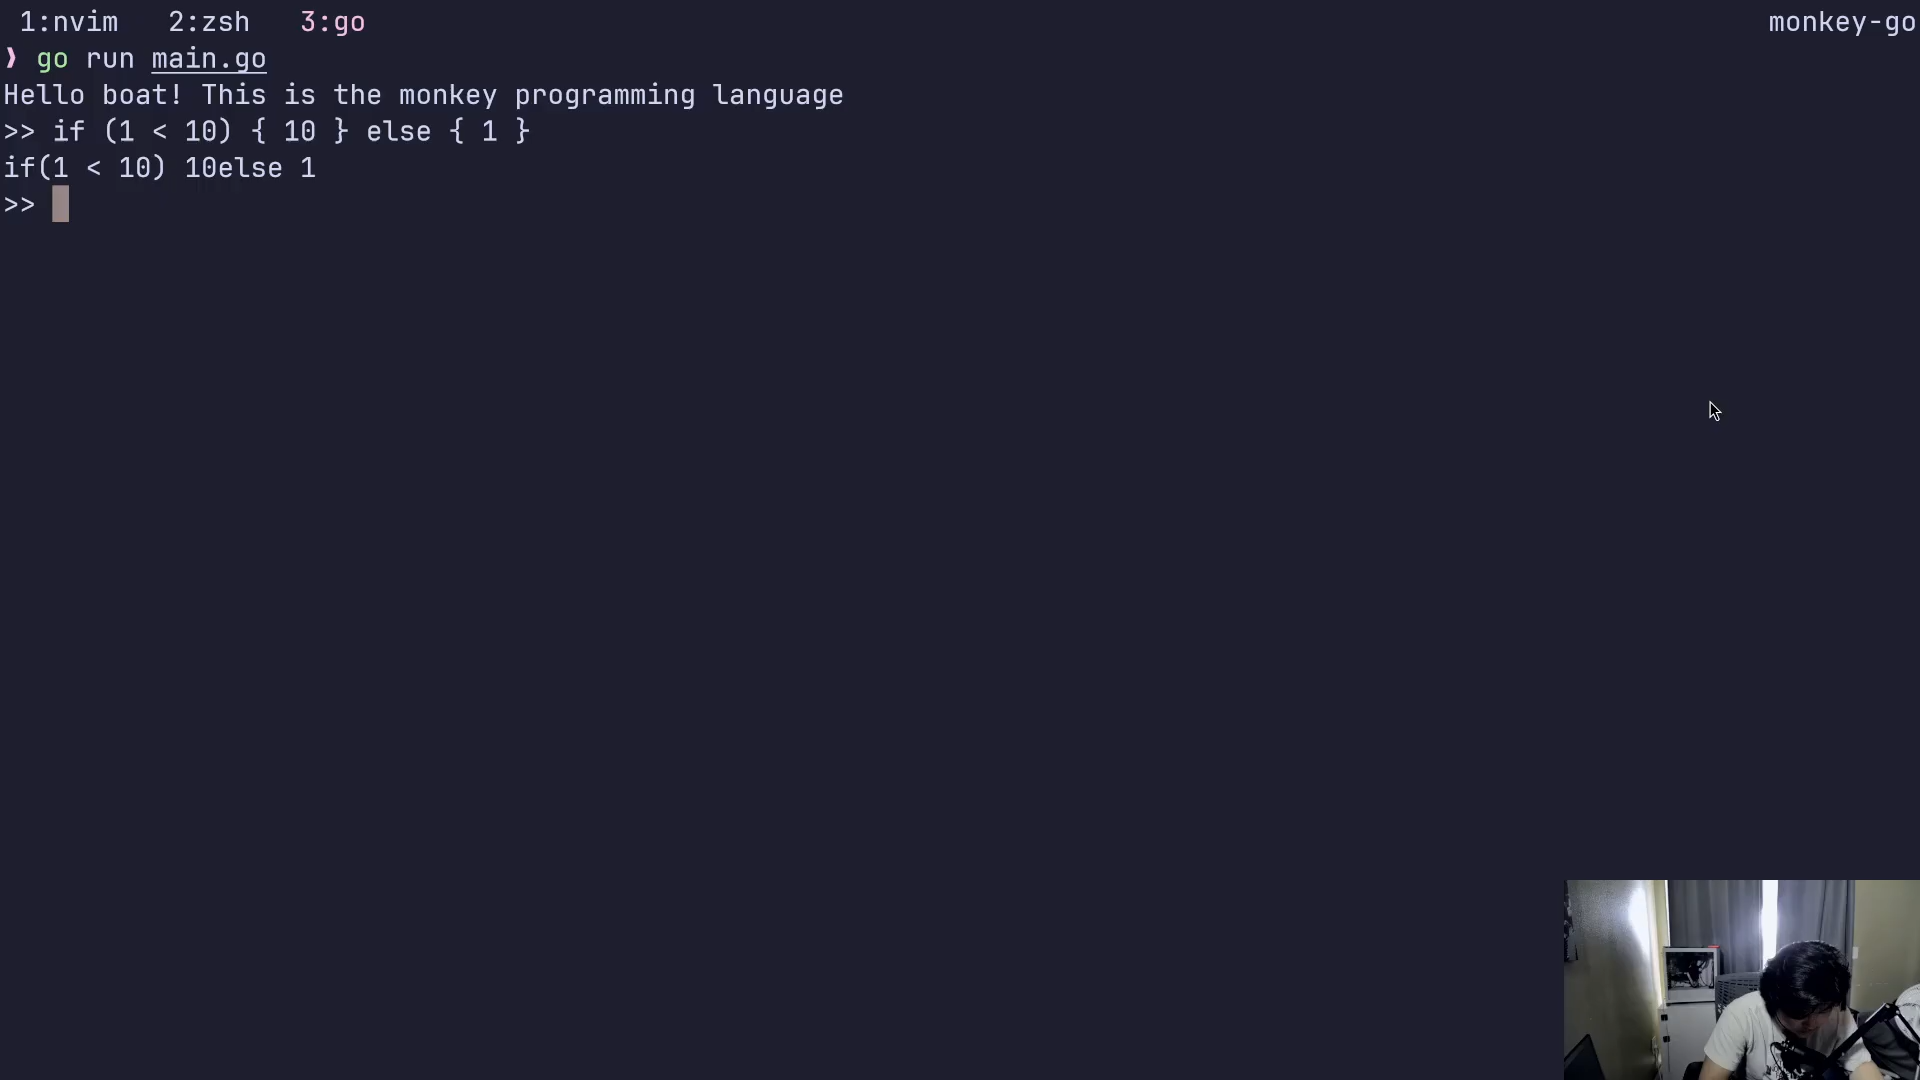 1:nvim 2:zsh 3:go monkey-go
❫ go run main.go
Hello boat! This is the monkey programming language
>> if (1 < 10) { 10 } else { 1 }
if(1 < 10) 10else 1
>>